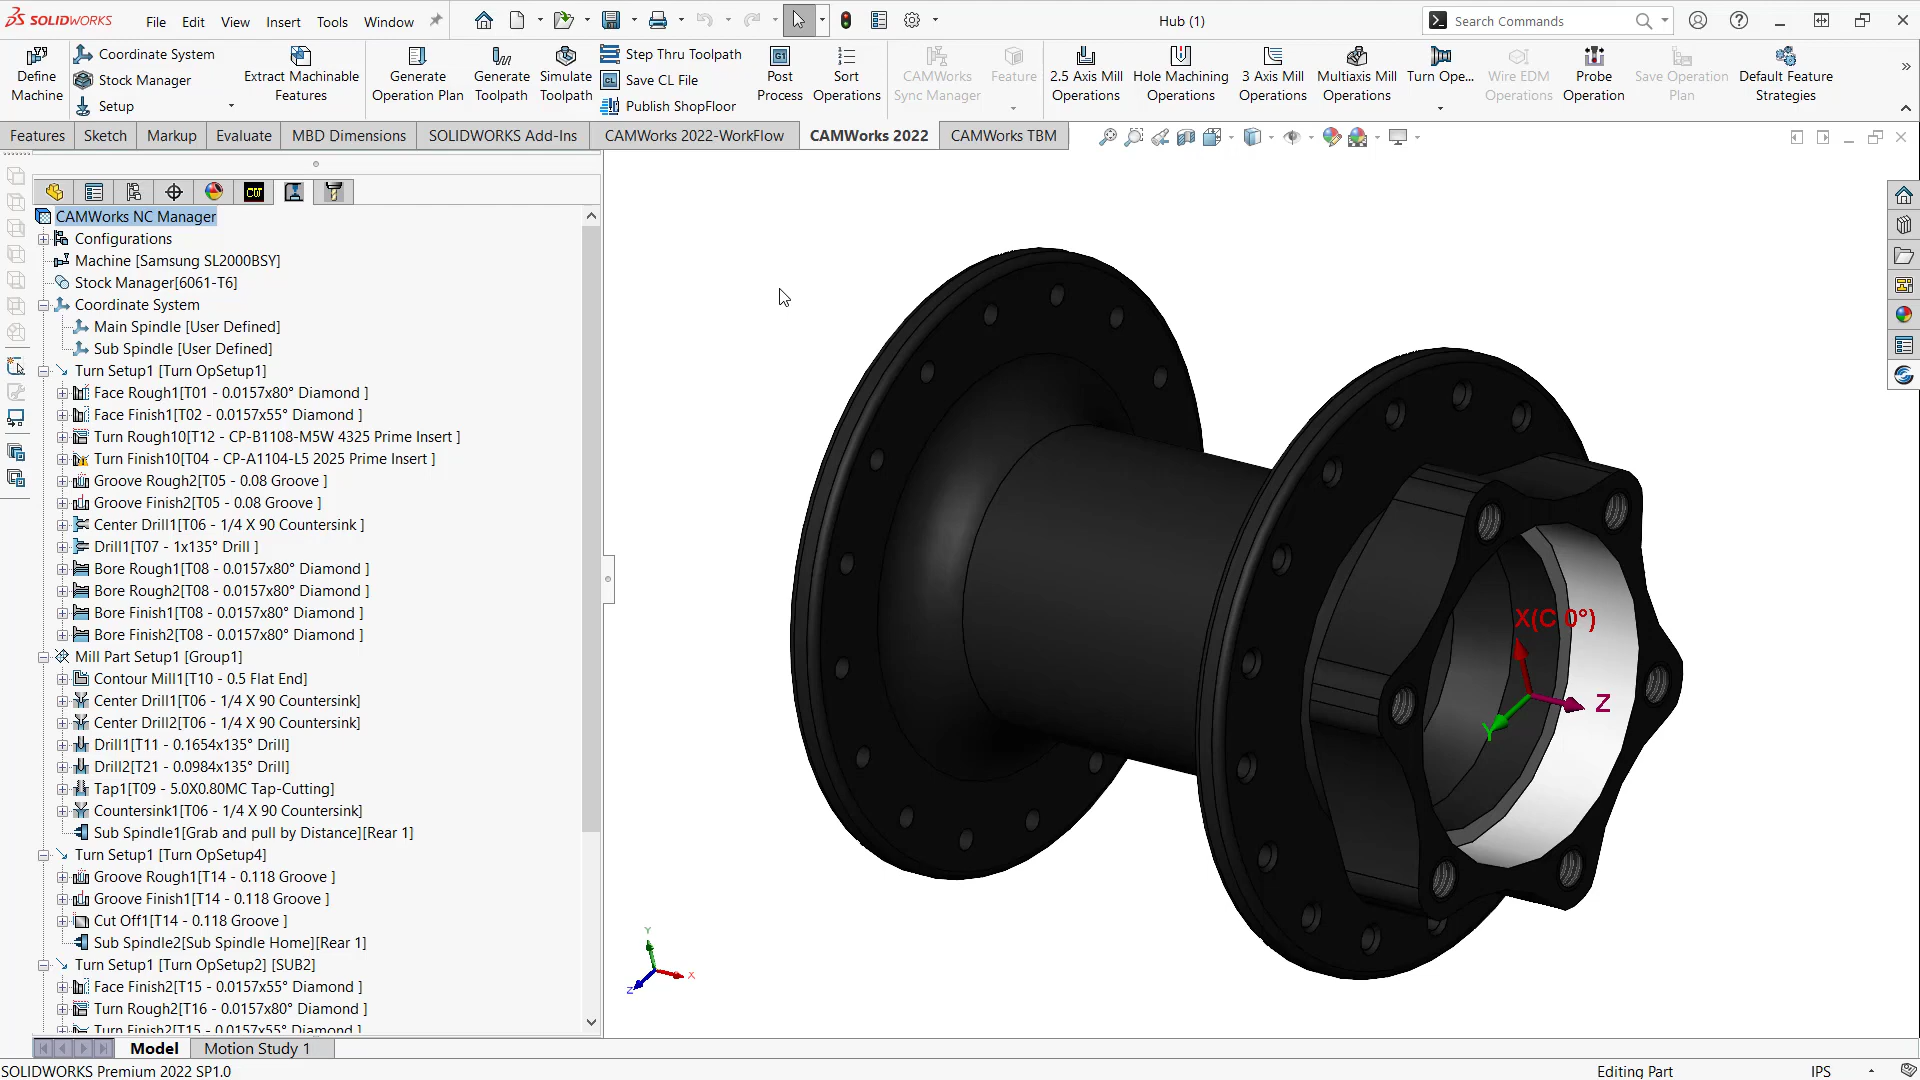 SOLIDWORKS File Edit View Insert Tools Window Hub (1) Search Commands
Define Machine
Coordinate System
Stock Manager
Setup
Extract Machinable Features
Generate Operation Plan
Generate Toolpath
Simulate Toolpath
Step Thru Toolpath
Save CL File
Publish ShopFloor
Post Process
Sort Operations
CAMWorks Sync Manager
Feature
2.5 Axis Mill Operations
Hole Machining Operations
3 Axis Mill Operations
Multiaxis Mill Operations
Turn Ope...
Wire EDM Operations
Probe Operation
Save Operation Plan
Default Feature Strategies
Features Sketch Markup Evaluate MBD Dimensions SOLIDWORKS Add-Ins CAMWorks 2022-WorkFlow CAMWorks 2022 CAMWorks TBM
CAMWorks NC Manager
Configurations
Machine [Samsung SL2000BSY]
Stock Manager[6061-T6]
Coordinate System
Main Spindle [User Defined]
Sub Spindle [User Defined]
Turn Setup1 [Turn OpSetup1]
Face Rough1[T01 - 0.0157x80° Diamond ]
Face Finish1[T02 - 0.0157x55° Diamond ]
Turn Rough10[T12 - CP-B1108-M5W 4325 Prime Insert ]
Turn Finish10[T04 - CP-A1104-L5 2025 Prime Insert ]
Groove Rough2[T05 - 0.08 Groove ]
Groove Finish2[T05 - 0.08 Groove ]
Center Drill1[T06 - 1/4 X 90 Countersink ]
Drill1[T07 - 1x135° Drill ]
Bore Rough1[T08 - 0.0157x80° Diamond ]
Bore Rough2[T08 - 0.0157x80° Diamond ]
Bore Finish1[T08 - 0.0157x80° Diamond ]
Bore Finish2[T08 - 0.0157x80° Diamond ]
Mill Part Setup1 [Group1]
Contour Mill1[T10 - 0.5 Flat End]
Center Drill1[T06 - 1/4 X 90 Countersink]
Center Drill2[T06 - 1/4 X 90 Countersink]
Drill1[T11 - 0.1654x135° Drill]
Drill2[T21 - 0.0984x135° Drill]
Tap1[T09 - 5.0X0.80MC Tap-Cutting]
Countersink1[T06 - 1/4 X 90 Countersink]
Sub Spindle1[Grab and pull by Distance][Rear 1]
Turn Setup1 [Turn OpSetup4]
Groove Rough1[T14 - 0.118 Groove ]
Groove Finish1[T14 - 0.118 Groove ]
Cut Off1[T14 - 0.118 Groove ]
Sub Spindle2[Sub Spindle Home][Rear 1]
Turn Setup1 [Turn OpSetup2] [SUB2]
Face Finish2[T15 - 0.0157x55° Diamond ]
Turn Rough2[T16 - 0.0157x80° Diamond ]
Turn Finish2[T15 - 0.0157x55° Diamond ]
X(C 0°)
Z
Y
Y
X
Z
Model Motion Study 1
SOLIDWORKS Premium 2022 SP1.0 Editing Part IPS